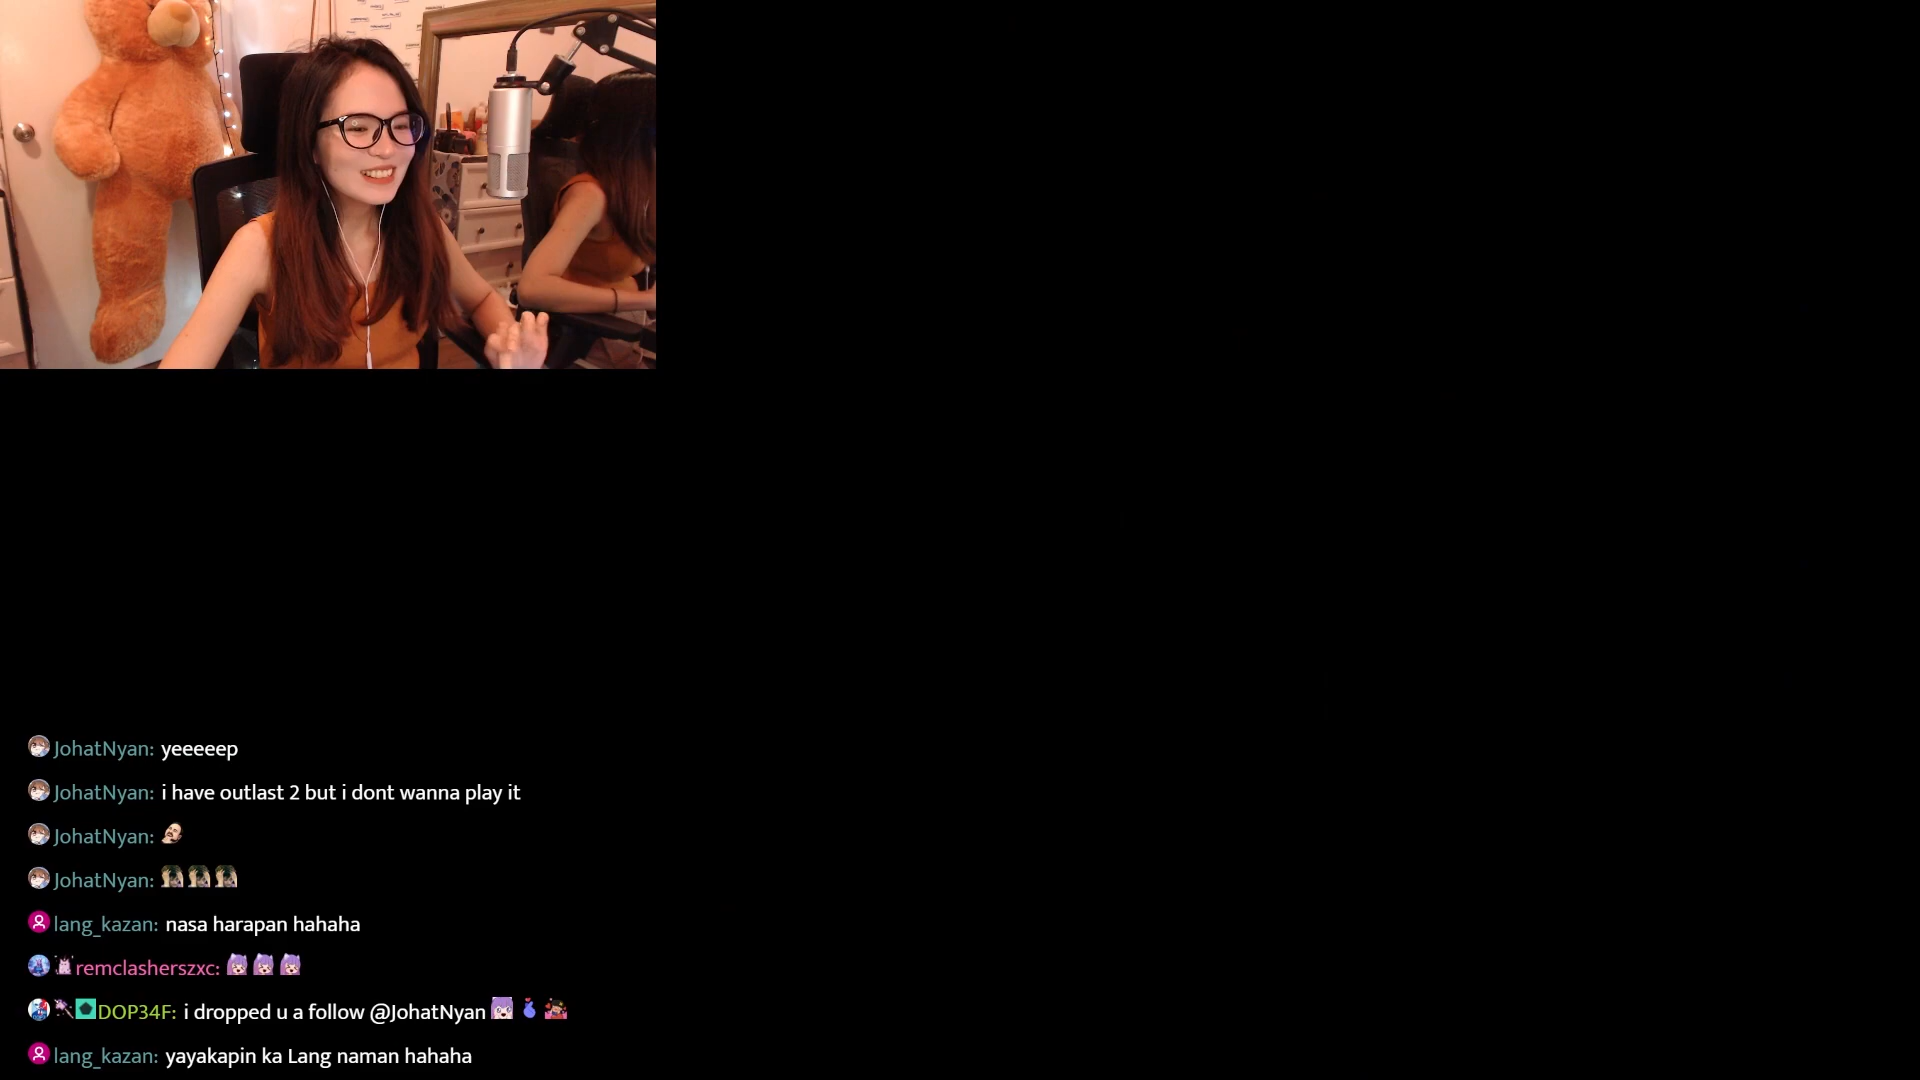 JohatNyan: yeeeeep
JohatNyan: i have outlast 2 but i dont wanna play it
JohatNyan:
JohatNyan:
lang_kazan: nasa harapan hahaha
remclasherszxc:
DOP34F: i dropped u a follow @JohatNyan
lang_kazan: yayakapin ka Lang naman hahaha